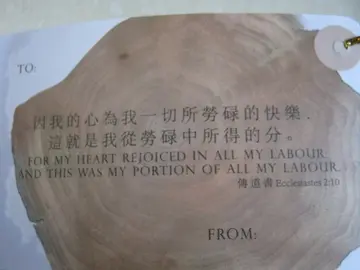 TO:
因我的心為我一切所勞碌的快樂.
這就是我從勞碌中所得的分。
FOR MY HEART REJOICED IN ALL MY LABOUR:
AND THIS WAS MY PORTION OF ALL MY LABOUR.
傳道書 Ecclesiastes 2:10
FROM: